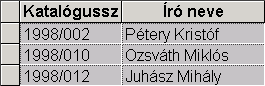 Katalógussz Író neve
1998/002 Pétery Kristóf
1998/010 Ozsváth Miklós
1998/012 Juhász Mihály